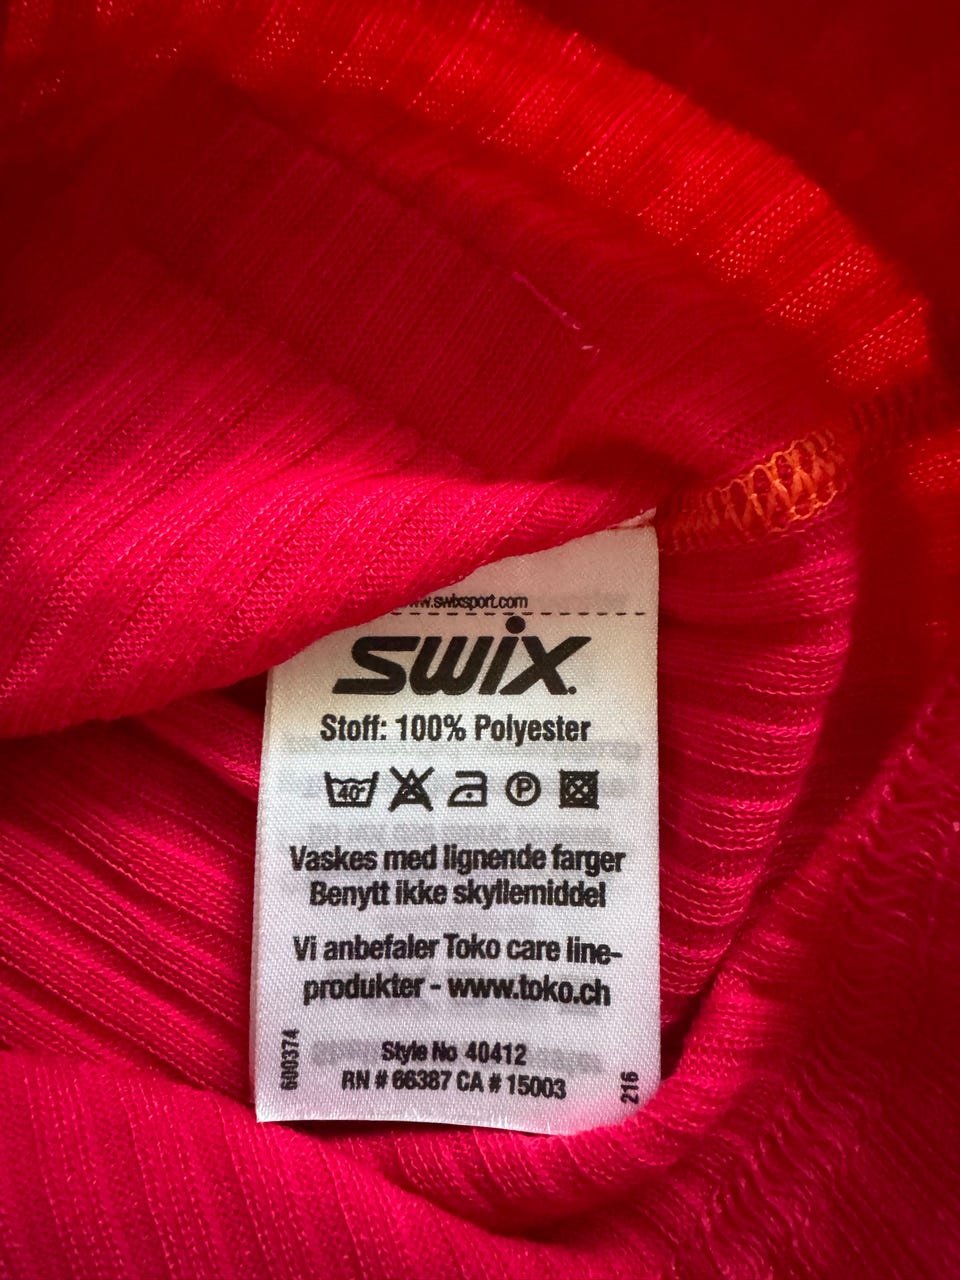 www.swixsport.com
swix.
Stoff: 100% Polyester
40°
P
Vaskes med lignende farger
Benytt ikke skyllemiddel
Vi anbefaler Toko care line-
produkter - www.toko.ch
Style No 40412
RN # 66387 CA # 15003
600374
216